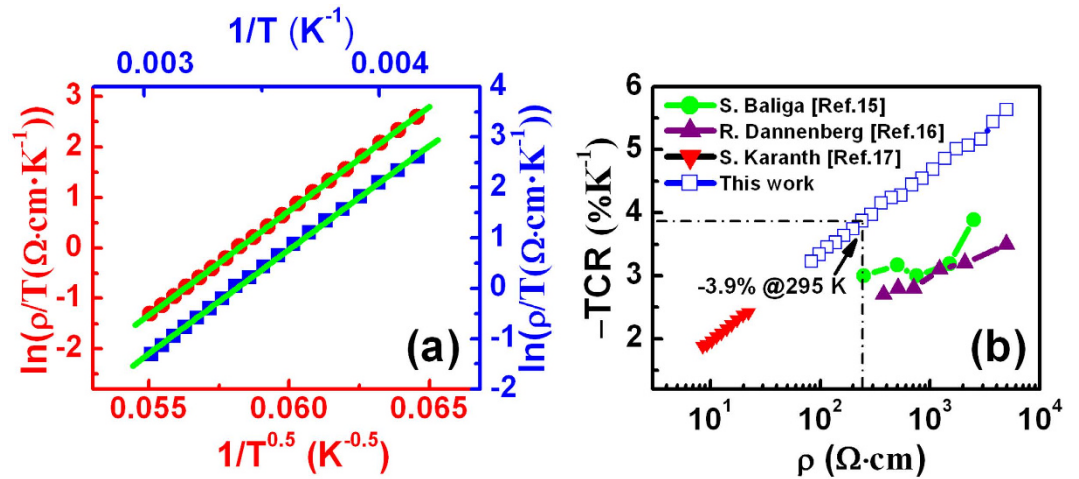 1/T (K⁻¹)
0.003 0.004
3
2
1
0
-1
-2
ln(ρ/T(Ω·cm·K⁻¹))
4
3
2
1
0
-1
-2
ln(ρ/T(Ω·cm·K⁻¹))
(a)
0.055 0.060 0.065
1/T⁰·⁵ (K⁻⁰·⁵)
6
5
4
3
2
1
0
−TCR (%K⁻¹)
S. Baliga [Ref.15]
R. Dannenberg [Ref.16]
S. Karanth [Ref.17]
This work
-3.9% @295 K
(b)
10¹ 10² 10³ 10⁴
ρ (Ω·cm)